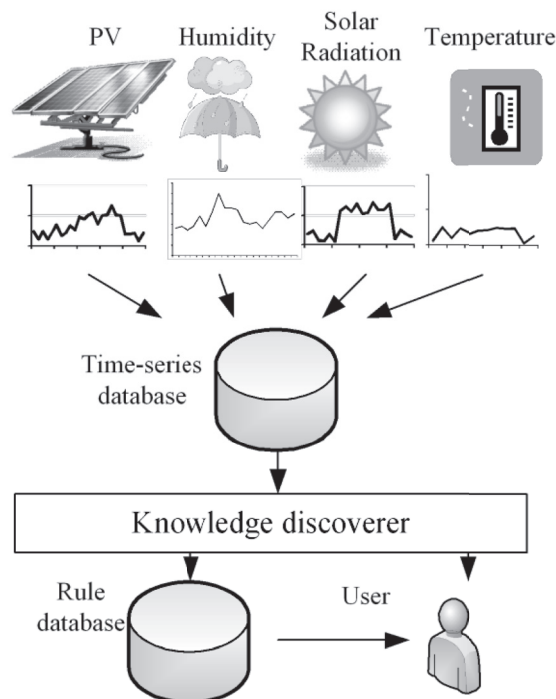 PV
Humidity
Solar
Radiation
Temperature
Time-series
database
Knowledge discoverer
Rule
database
User